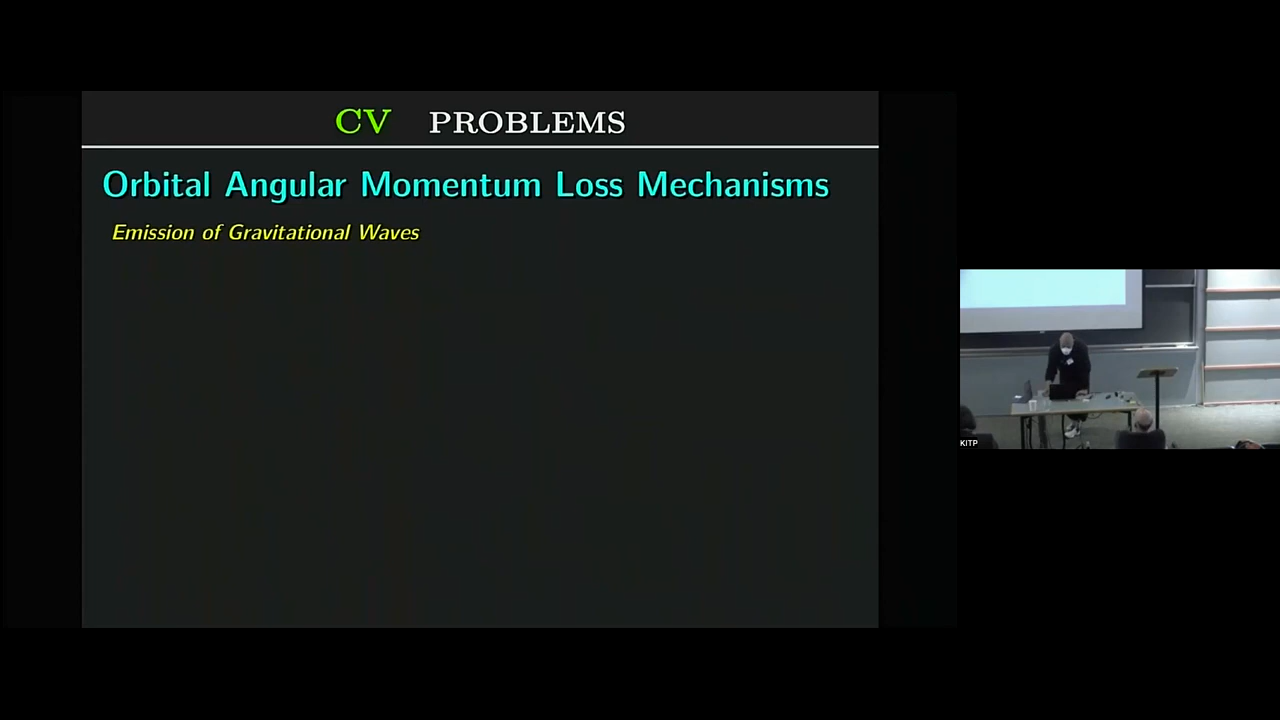 CV PROBLEMS
Orbital Angular Momentum Loss Mechanisms
Emission of Gravitational Waves
KITP